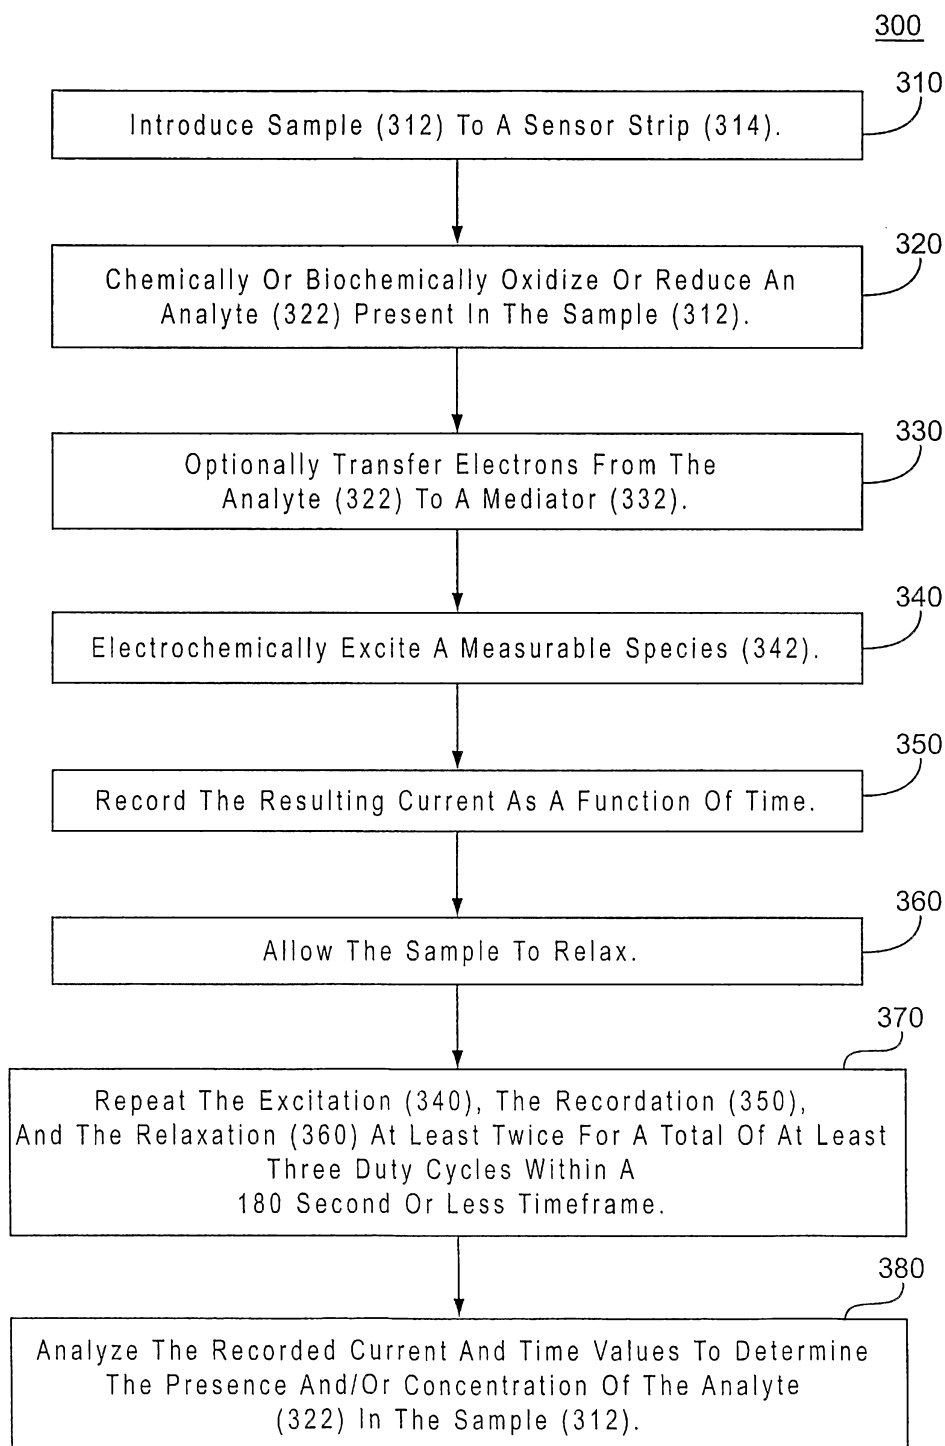 300
310
Introduce Sample (312) To A Sensor Strip (314).
320
Chemically Or Biochemically Oxidize Or Reduce An
Analyte (322) Present In The Sample (312).
330
Optionally Transfer Electrons From The
Analyte (322) To A Mediator (332).
340
Electrochemically Excite A Measurable Species (342).
350
Record The Resulting Current As A Function Of Time.
360
Allow The Sample To Relax.
370
Repeat The Excitation (340), The Recordation (350),
And The Relaxation (360) At Least Twice For A Total Of At Least
Three Duty Cycles Within A
180 Second Or Less Timeframe.
380
Analyze The Recorded Current And Time Values To Determine
The Presence And/Or Concentration Of The Analyte
(322) In The Sample (312).